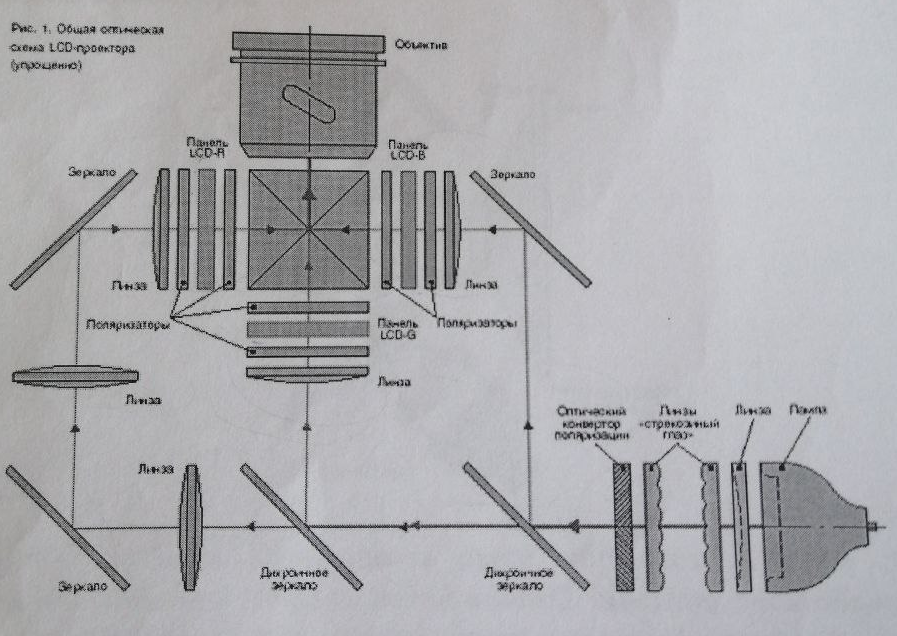 Рис. 1. Общая оптическая
схема LCD-проектора
(упрощенно)
Объектив
Панель
LCD-R
Панель
LCD-B
Зеркало
Зеркало
Линза
Линза
Поляризаторы
Панель
LCD-G
Поляризаторы
Линза
Линза
Оптический
конвертор
поляризации
Линзы
«стрекозиный
глаз»
Линза
Лампа
Линза
Зеркало
Дихроичное
зеркало
Дихроичное
зеркало